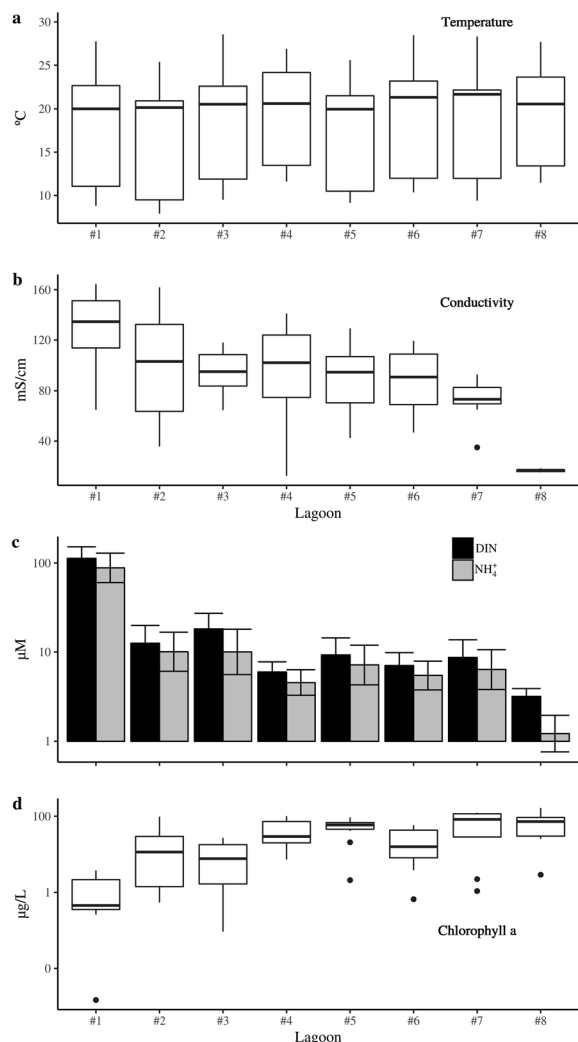 a
Temperature
30
25
20
15
10
ºC
#1 #2 #3 #4 #5 #6 #7 #8
b
Conductivity
160
120
80
40
mS/cm
#1 #2 #3 #4 #5 #6 #7 #8
Lagoon
c
DIN
NH₄⁺
100
10
1
µM
d
100
1
0
µg/L
Chlorophyll a
#1 #2 #3 #4 #5 #6 #7 #8
Lagoon